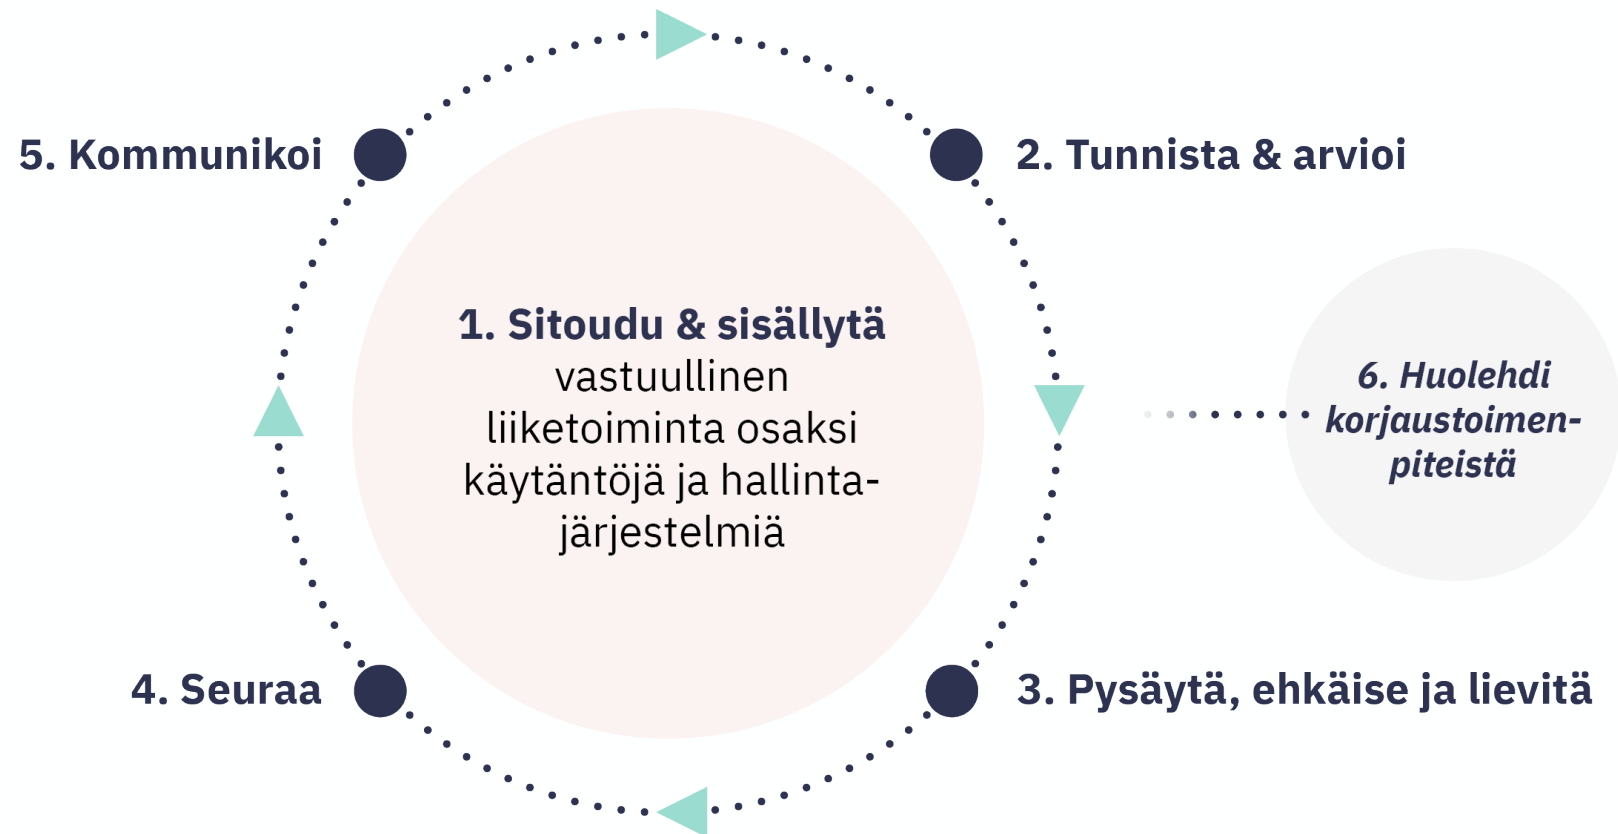 5. Kommunikoi
2. Tunnista & arvioi
1. Sitoudu & sisällytä
vastuullinen
liiketoiminta osaksi
käytäntöjä ja hallinta-
järjestelmiä
6. Huolehdi
korjaustoimen-
piteistä
4. Seuraa
3. Pysäytä, ehkäise ja lievitä